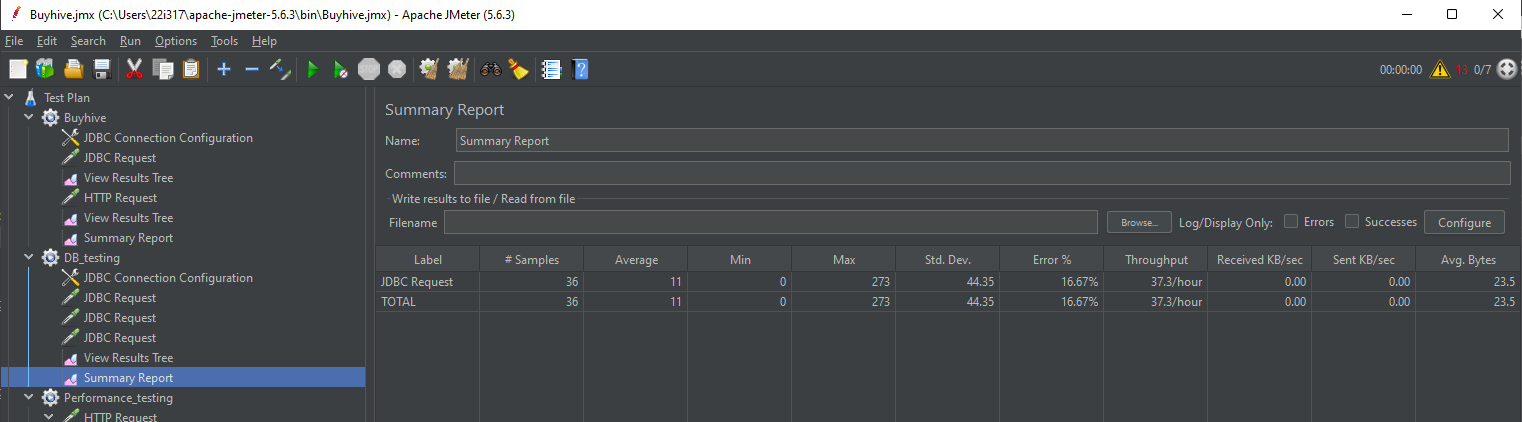 Buyhive.jmx (C:\Users\22i317\apache-jmeter-5.6.3\bin\Buyhive.jmx) - Apache JMeter (5.6.3)
File Edit Search Run Options Tools Help
STOP 00:00:00 13 0/7
Test Plan
Buyhive
JDBC Connection Configuration
JDBC Request
View Results Tree
HTTP Request
View Results Tree
Summary Report
DB_testing
JDBC Connection Configuration
JDBC Request
JDBC Request
JDBC Request
View Results Tree
Summary Report
Performance_testing
HTTP Request
Summary Report
Name: Summary Report
Comments:
Write results to file / Read from file
Filename Browse... Log/Display Only: Errors Successes Configure
Label # Samples Average Min Max Std. Dev. Error % Throughput Received KB/sec Sent KB/sec Avg. Bytes
JDBC Request 36 11 0 273 44.35 16.67% 37.3/hour 0.00 0.00 23.5
TOTAL 36 11 0 273 44.35 16.67% 37.3/hour 0.00 0.00 23.5